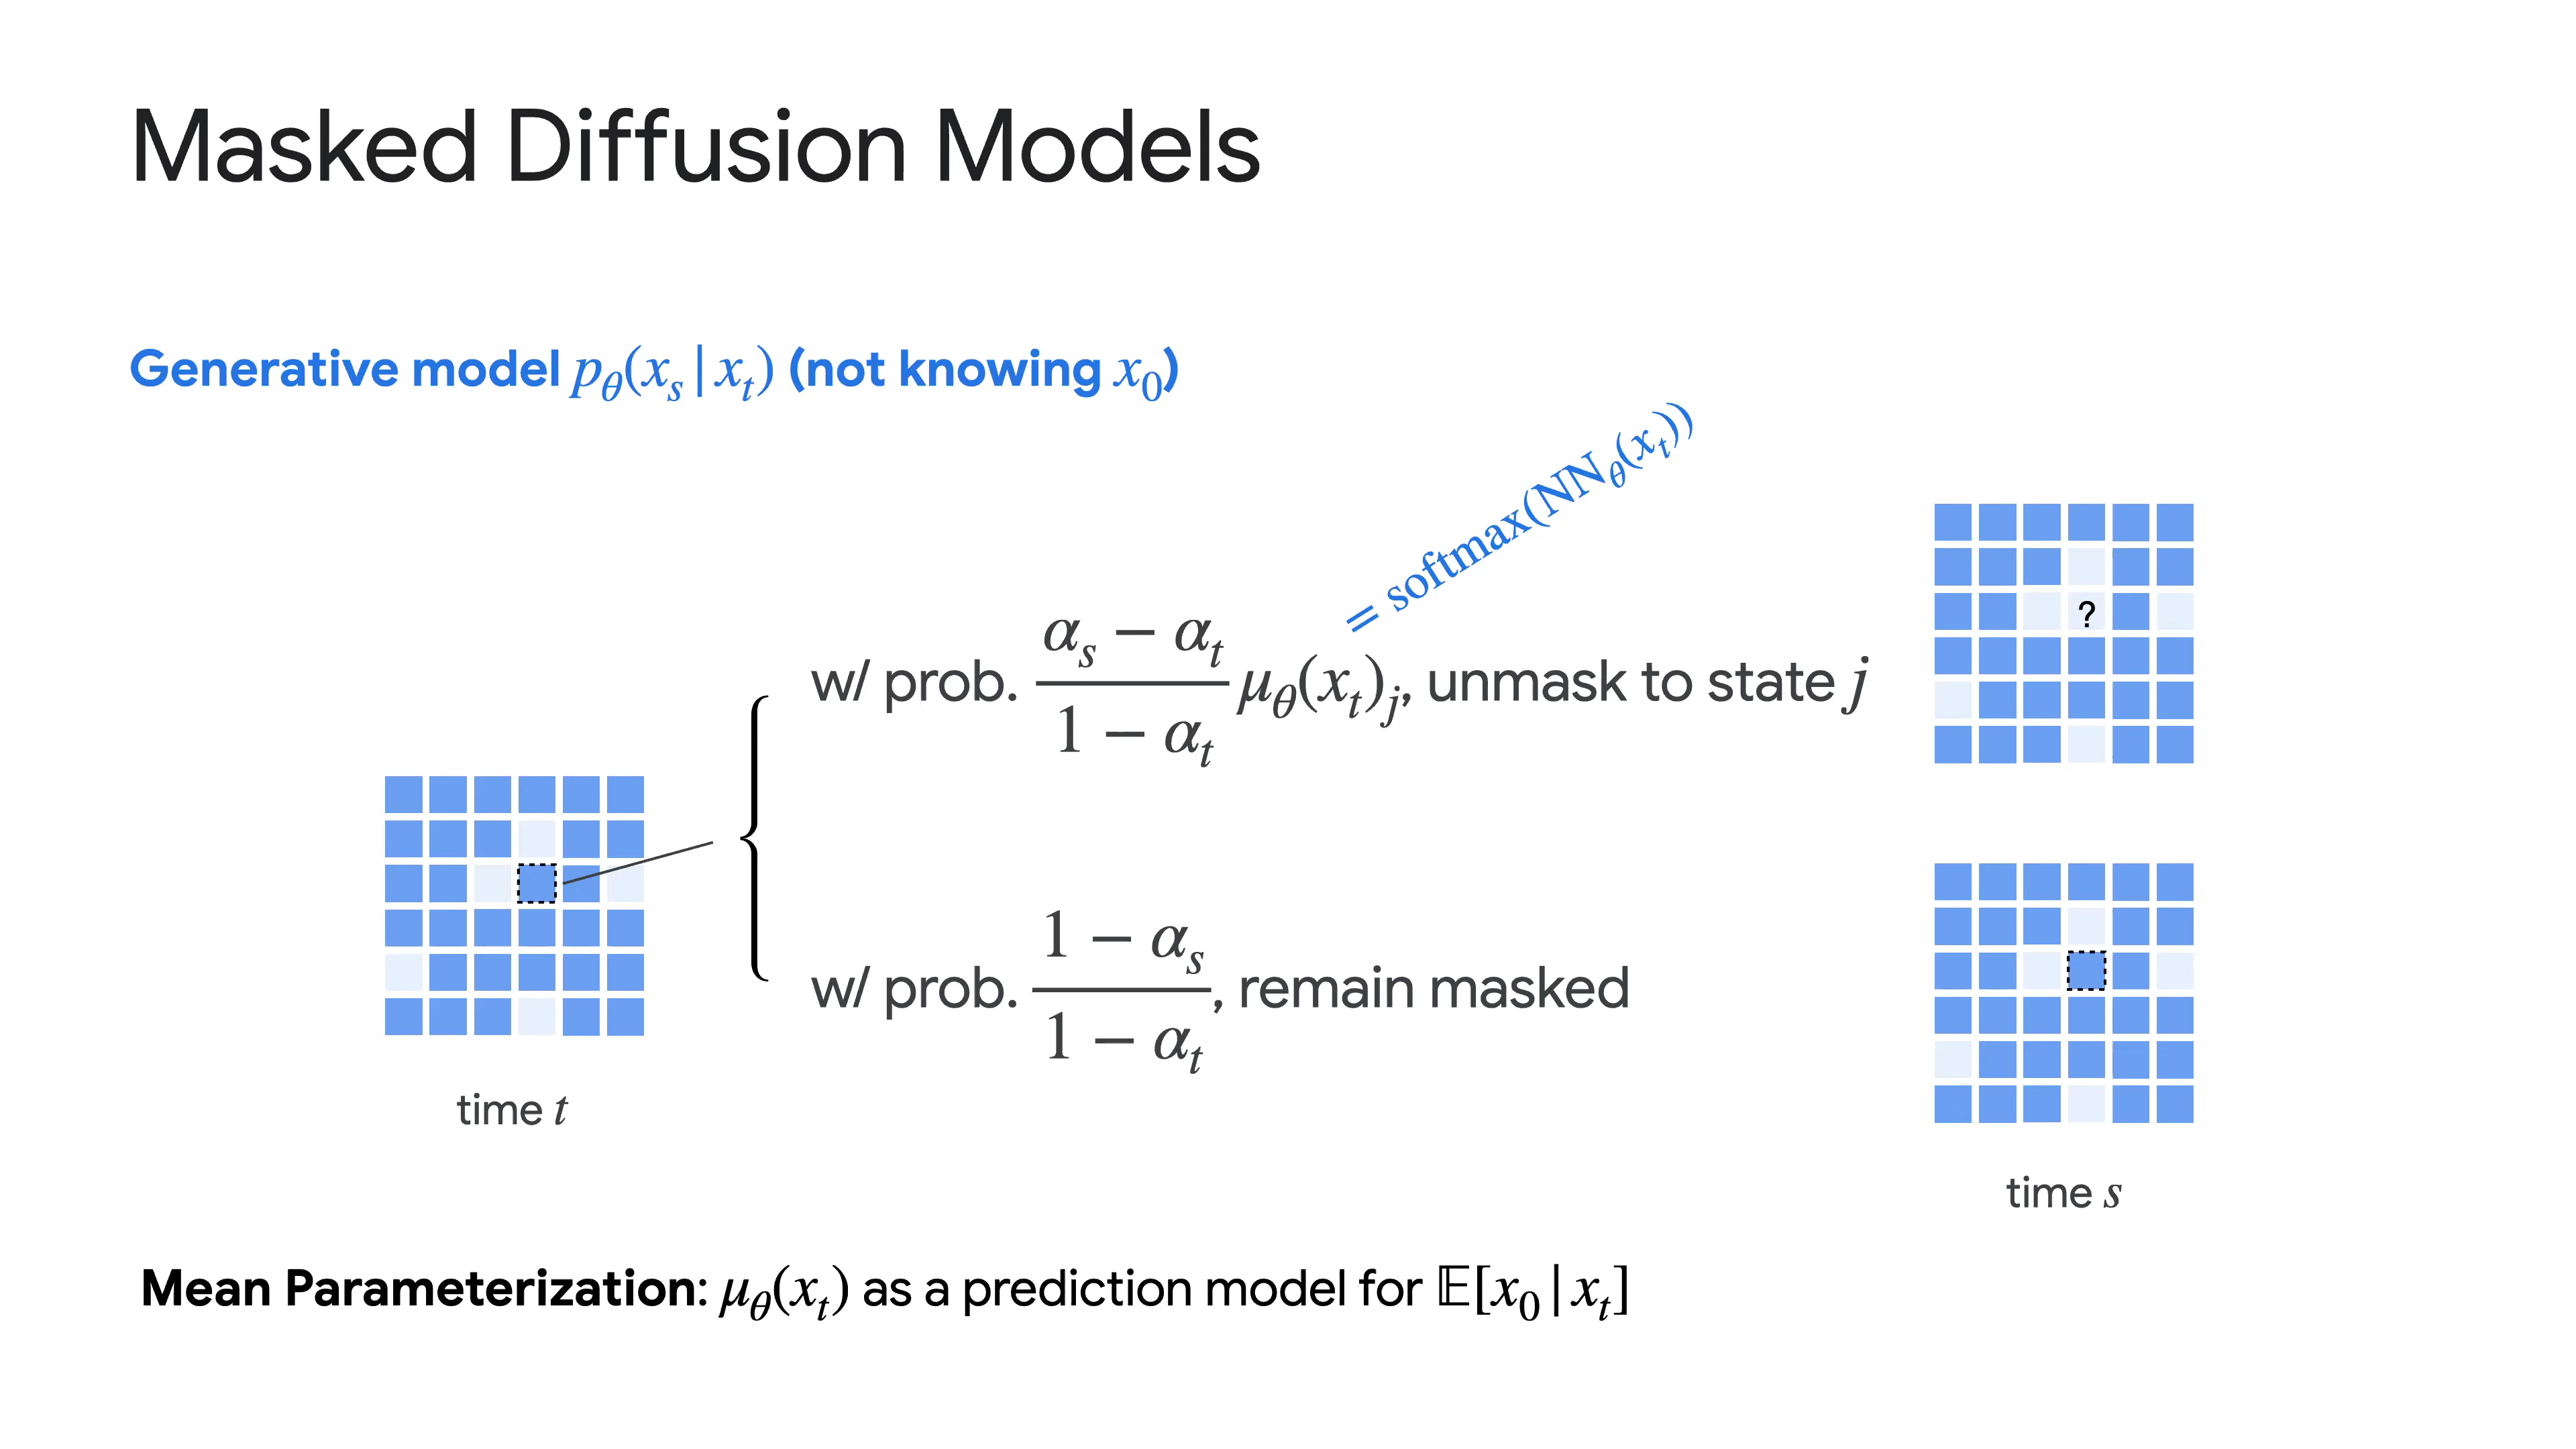 Masked Diffusion Models
Generative model p_θ(x_s | x_t) (not knowing x_0)
= softmax(NN_θ(x_t))
w/ prob. \frac{α_s − α_t}{1 − α_t} μ_θ(x_t)_j, unmask to state j
?
w/ prob. \frac{1 − α_s}{1 − α_t}, remain masked
time t
time s
Mean Parameterization: μ_θ(x_t) as a prediction model for 𝔼[x_0 | x_t]